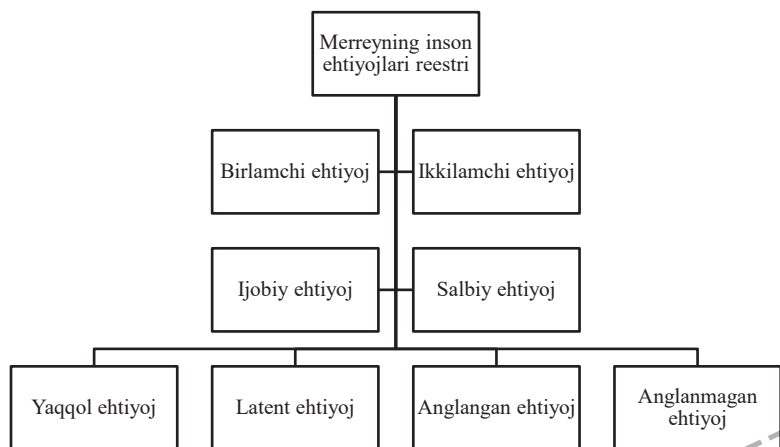 Merreyning inson
ehtiyojlari reestri
Birlamchi ehtiyoj
Ikkilamchi ehtiyoj
Ijobiy ehtiyoj
Salbiy ehtiyoj
Yaqqol ehtiyoj
Latent ehtiyoj
Anglangan ehtiyoj
Anglanmagan
ehtiyoj